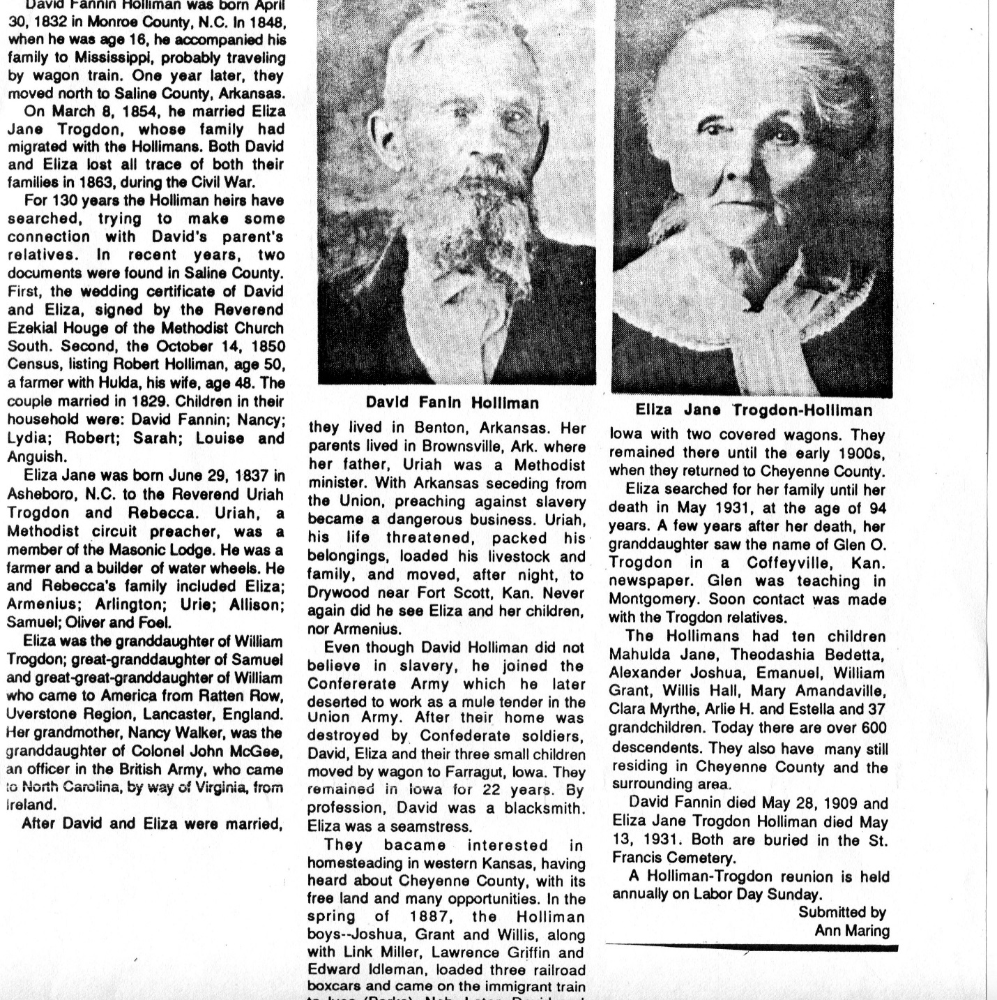 David Fannin Holliman was born April
30, 1832 in Monroe County, N.C. In 1848,
when he was age 16, he accompanied his
family to Mississippi, probably traveling
by wagon train. One year later, they
moved north to Saline County, Arkansas.
On March 8, 1854, he married Eliza
Jane Trogdon, whose family had
migrated with the Hollimans. Both David
and Eliza lost all trace of both their
families in 1863, during the Civil War.
For 130 years the Holliman heirs have
searched, trying to make some
connection with David's parent's
relatives. In recent years, two
documents were found in Saline County.
First, the wedding certificate of David
and Eliza, signed by the Reverend
Ezekial Houge of the Methodist Church
South. Second, the October 14, 1850
Census, listing Robert Holliman, age 50,
a farmer with Hulda, his wife, age 48. The
couple married in 1829. Children in their
household were: David Fannin; Nancy;
Lydia; Robert; Sarah; Louise and
Anguish.
Eliza Jane was born June 29, 1837 in
Asheboro, N.C. to the Reverend Uriah
Trogdon and Rebecca. Uriah, a
Methodist circuit preacher, was a
member of the Masonic Lodge. He was a
farmer and a builder of water wheels. He
and Rebecca's family included Eliza;
Armenius; Arlington; Urie; Allison;
Samuel; Oliver and Foel.
Eliza was the granddaughter of William
Trogdon; great-granddaughter of Samuel
and great-great-granddaughter of William
who came to America from Ratten Row,
Uverstone Region, Lancaster, England.
Her grandmother, Nancy Walker, was the
granddaughter of Colonel John McGee,
an officer in the British Army, who came
to North Carolina, by way of Virginia, from
Ireland.
After David and Eliza were married,
David Fanin Holliman
they lived in Benton, Arkansas. Her
parents lived in Brownsville, Ark. where
her father, Uriah was a Methodist
minister. With Arkansas seceding from
the Union, preaching against slavery
became a dangerous business. Uriah,
his life threatened, packed his
belongings, loaded his livestock and
family, and moved, after night, to
Drywood near Fort Scott, Kan. Never
again did he see Eliza and her children,
nor Armenius.
Even though David Holliman did not
believe in slavery, he joined the
Confererate Army which he later
deserted to work as a mule tender in the
Union Army. After their home was
destroyed by Confederate soldiers,
David, Eliza and their three small children
moved by wagon to Farragut, Iowa. They
remained in Iowa for 22 years. By
profession, David was a blacksmith.
Eliza was a seamstress.
They bacame interested in
homesteading in western Kansas, having
heard about Cheyenne County, with its
free land and many opportunities. In the
spring of 1887, the Holliman
boys--Joshua, Grant and Willis, along
with Link Miller, Lawrence Griffin and
Edward Idleman, loaded three railroad
boxcars and came on the immigrant train
Eliza Jane Trogdon-Holliman
Iowa with two covered wagons. They
remained there until the early 1900s,
when they returned to Cheyenne County.
Eliza searched for her family until her
death in May 1931, at the age of 94
years. A few years after her death, her
granddaughter saw the name of Glen O.
Trogdon in a Coffeyville, Kan.
newspaper. Glen was teaching in
Montgomery. Soon contact was made
with the Trogdon relatives.
The Hollimans had ten children
Mahulda Jane, Theodashia Bedetta,
Alexander Joshua, Emanuel, William
Grant, Willis Hall, Mary Amandaville,
Clara Myrthe, Arlie H. and Estella and 37
grandchildren. Today there are over 600
descendents. They also have many still
residing in Cheyenne County and the
surrounding area.
David Fannin died May 28, 1909 and
Eliza Jane Trogdon Holliman died May
13, 1931. Both are buried in the St.
Francis Cemetery.
A Holliman-Trogdon reunion is held
annually on Labor Day Sunday.
Submitted by
Ann Maring